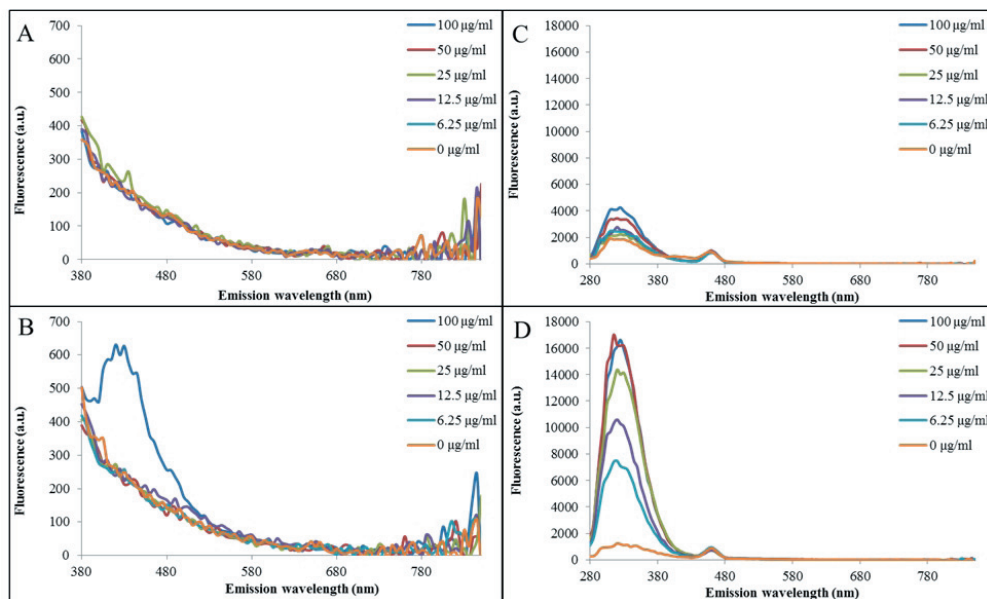 A
Fluorescence (a.u.)
700
600
500
400
300
200
100
0
380
480
580
680
780
Emission wavelength (nm)
100 µg/ml
50 µg/ml
25 µg/ml
12.5 µg/ml
6.25 µg/ml
0 µg/ml
C
Fluorescence (a.u.)
18000
16000
14000
12000
10000
8000
6000
4000
2000
0
280
380
480
580
680
780
Emission wavelength (nm)
100 µg/ml
50 µg/ml
25 µg/ml
12.5 µg/ml
6.25 µg/ml
0 µg/ml
B
Fluorescence (a.u.)
700
600
500
400
300
200
100
0
380
480
580
680
780
Emission wavelength (nm)
100 µg/ml
50 µg/ml
25 µg/ml
12.5 µg/ml
6.25 µg/ml
0 µg/ml
D
Fluorescence (a.u.)
18000
16000
14000
12000
10000
8000
6000
4000
2000
0
280
380
480
580
680
780
Emission wavelength (nm)
100 µg/ml
50 µg/ml
25 µg/ml
12.5 µg/ml
6.25 µg/ml
0 µg/ml